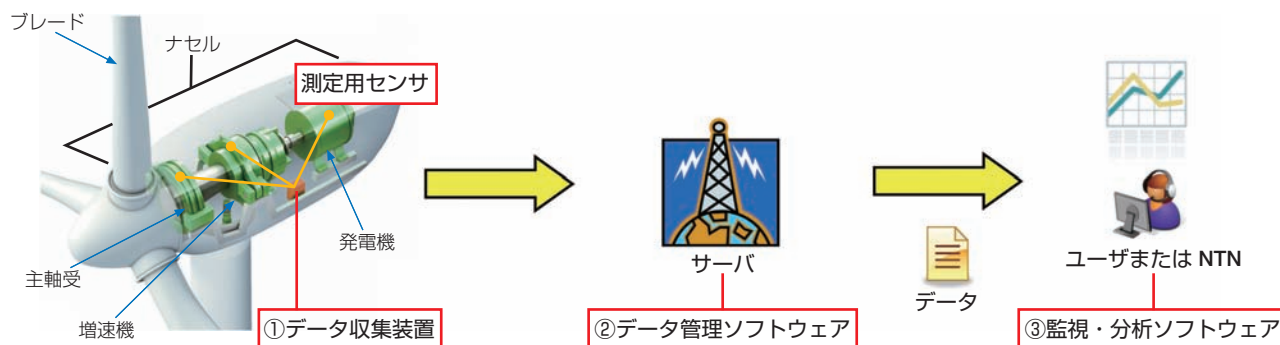 ブレード
ナセル
測定用センサ
発電機
主軸受
増速機
①データ収集装置
サーバ
②データ管理ソフトウェア
データ
ユーザまたは NTN
③監視・分析ソフトウェア